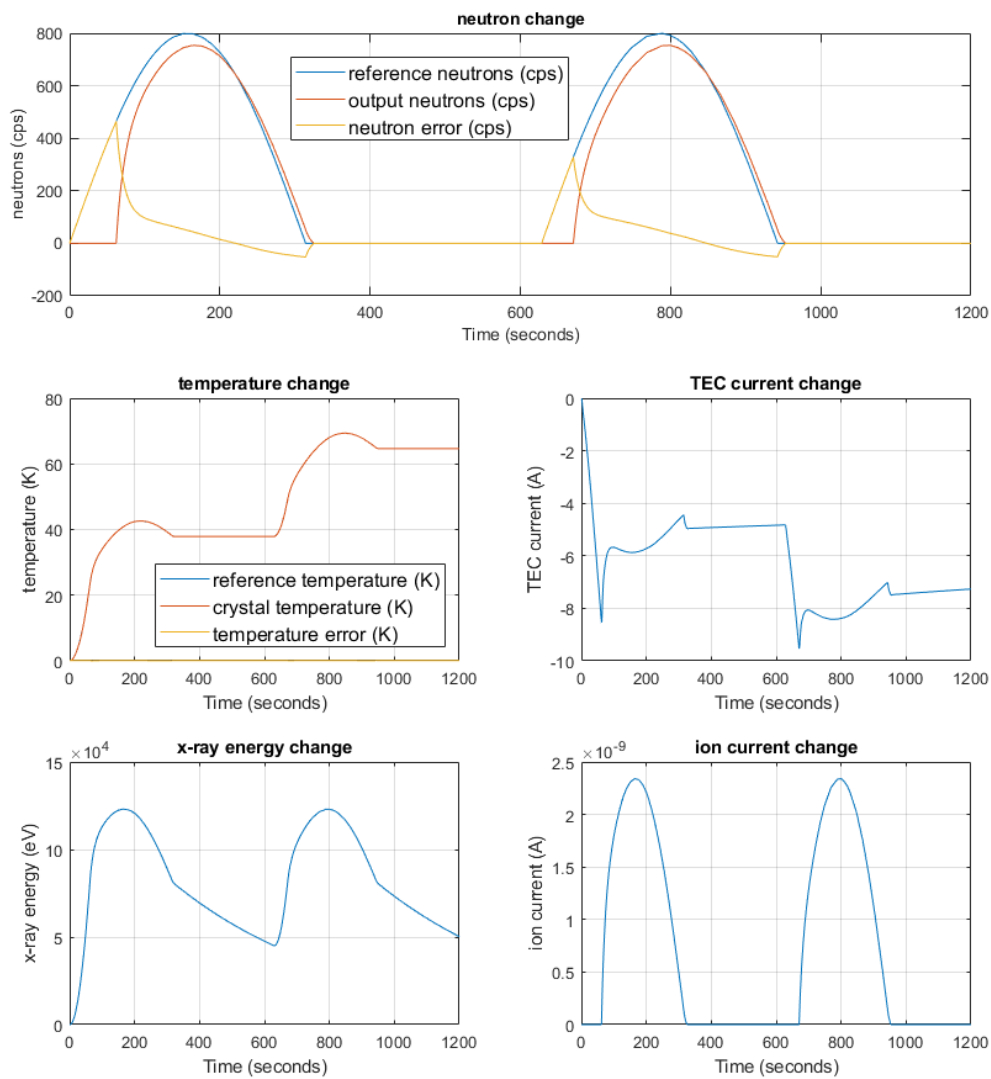 neutron change
800
600
400
200
0
-200
neutrons (cps)
reference neutrons (cps)
output neutrons (cps)
neutron error (cps)
0 200 400 600 800 1000 1200
Time (seconds)
temperature change
80
60
40
20
0
temperature (K)
reference temperature (K)
crystal temperature (K)
temperature error (K)
0 200 400 600 800 1000 1200
Time (seconds)
TEC current change
0
-2
-4
-6
-8
-10
TEC current (A)
0 200 400 600 800 1000 1200
Time (seconds)
x-ray energy change
×10^4
15
10
5
0
x-ray energy (eV)
0 200 400 600 800 1000 1200
Time (seconds)
ion current change
×10^-9
2.5
2
1.5
1
0.5
0
ion current (A)
0 200 400 600 800 1000 1200
Time (seconds)